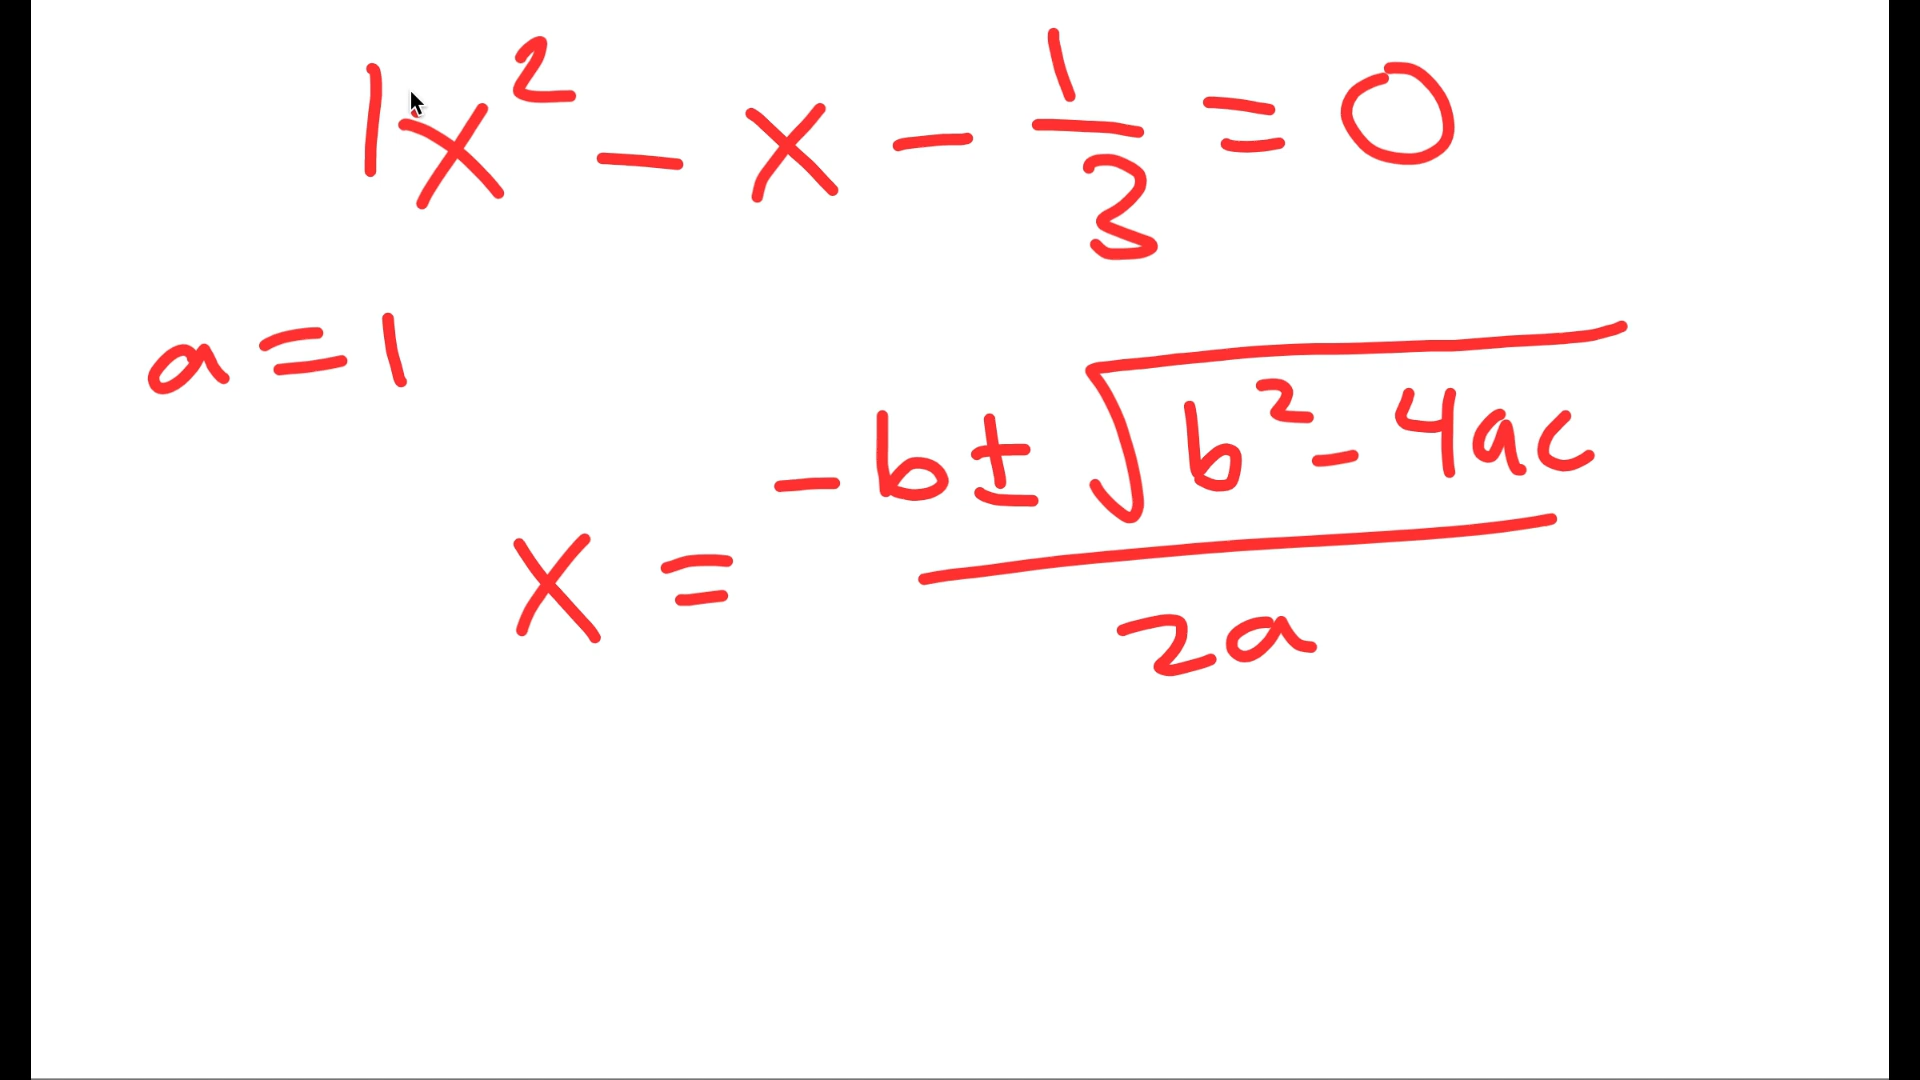 1x² - x - 1/3 = 0
a = 1
x = (-b ± √(b² - 4ac)) / 2a